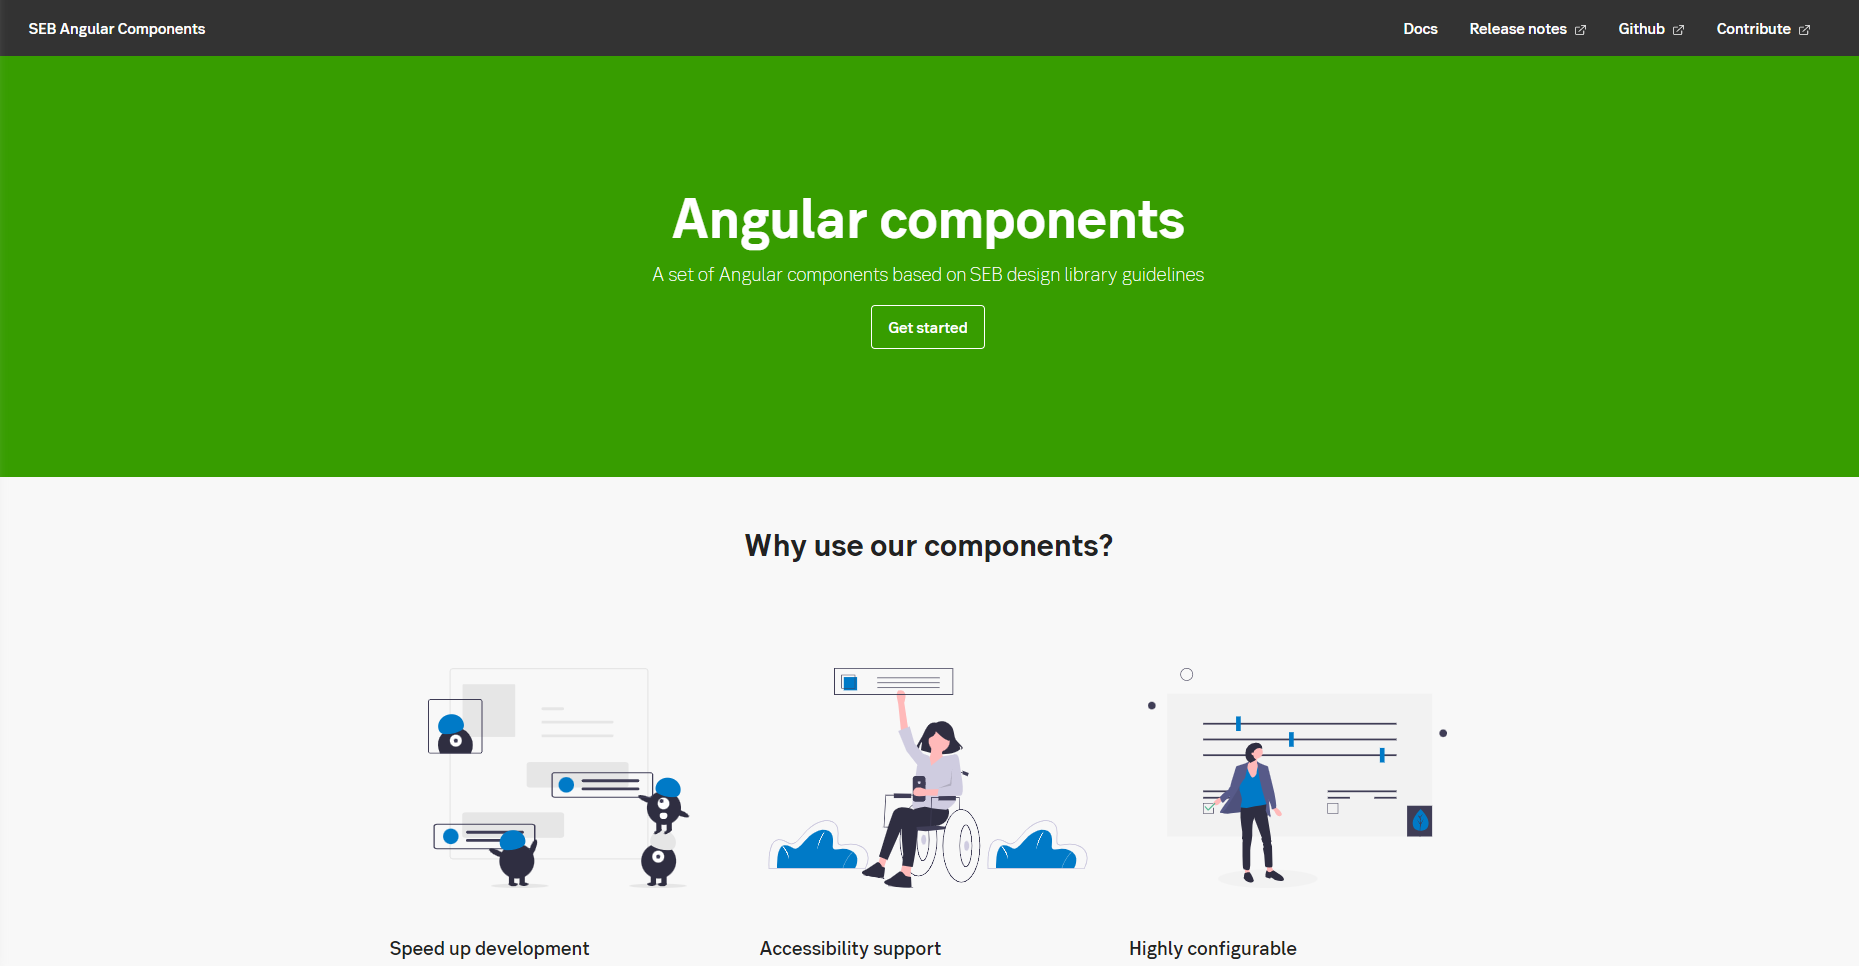 SEB Angular Components
Docs
Release notes
Github
Contribute
Angular components
A set of Angular components based on SEB design library guidelines
Get started
Why use our components?
Speed up development
Accessibility support
Highly configurable